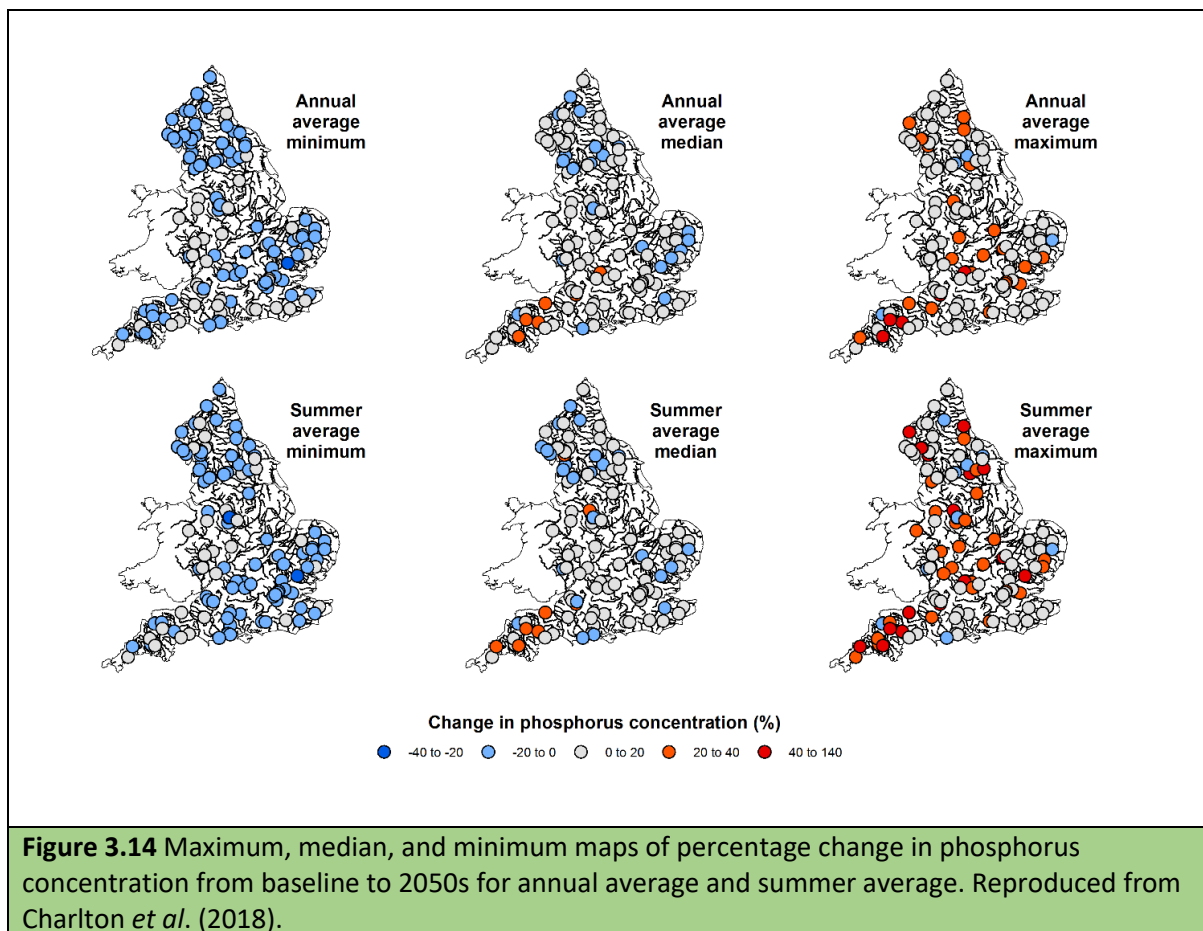 Annual
average
minimum
Annual
average
median
Annual
average
maximum
Summer
average
minimum
Summer
average
median
Summer
average
maximum
Change in phosphorus concentration (%)
-40 to -20 -20 to 0 0 to 20 20 to 40 40 to 140
Figure 3.14 Maximum, median, and minimum maps of percentage change in phosphorus
concentration from baseline to 2050s for annual average and summer average. Reproduced from
Charlton et al. (2018).